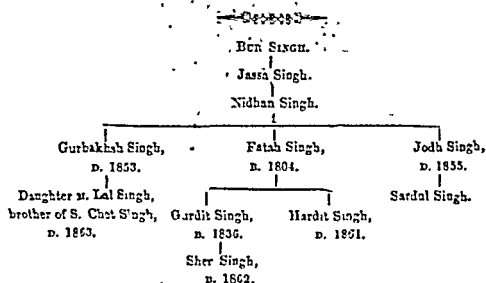 BUR SINGH.
Jassa Singh.
Nidhan Singh.
Gurbakhsh Singh, Fatah Singh, Jodh Singh,
D. 1853. B. 1804. D. 1855.
Daughter M. Lal Singh, Sardul Singh.
brother of S. Chet Singh, Gurdit Singh, Hardit Singh,
D. 1863. B. 1836. D. 1861.
Sher Singh,
B. 1862.